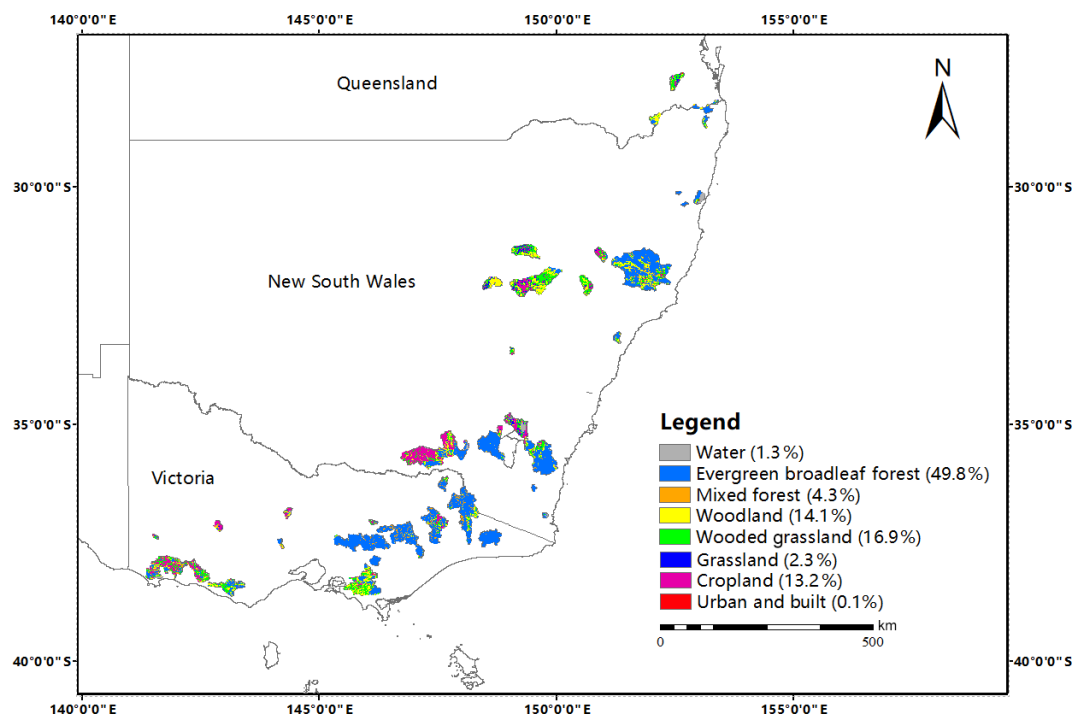 140°0'0"E 145°0'0"E 150°0'0"E 155°0'0"E
N
Queensland
30°0'0"S 30°0'0"S
New South Wales
35°0'0"S 35°0'0"S
Victoria
Legend
Water (1.3%)
Evergreen broadleaf forest (49.8%)
Mixed forest (4.3%)
Woodland (14.1%)
Wooded grassland (16.9%)
Grassland (2.3%)
Cropland (13.2%)
Urban and built (0.1%)
km
0 500
40°0'0"S 40°0'0"S
140°0'0"E 145°0'0"E 150°0'0"E 155°0'0"E